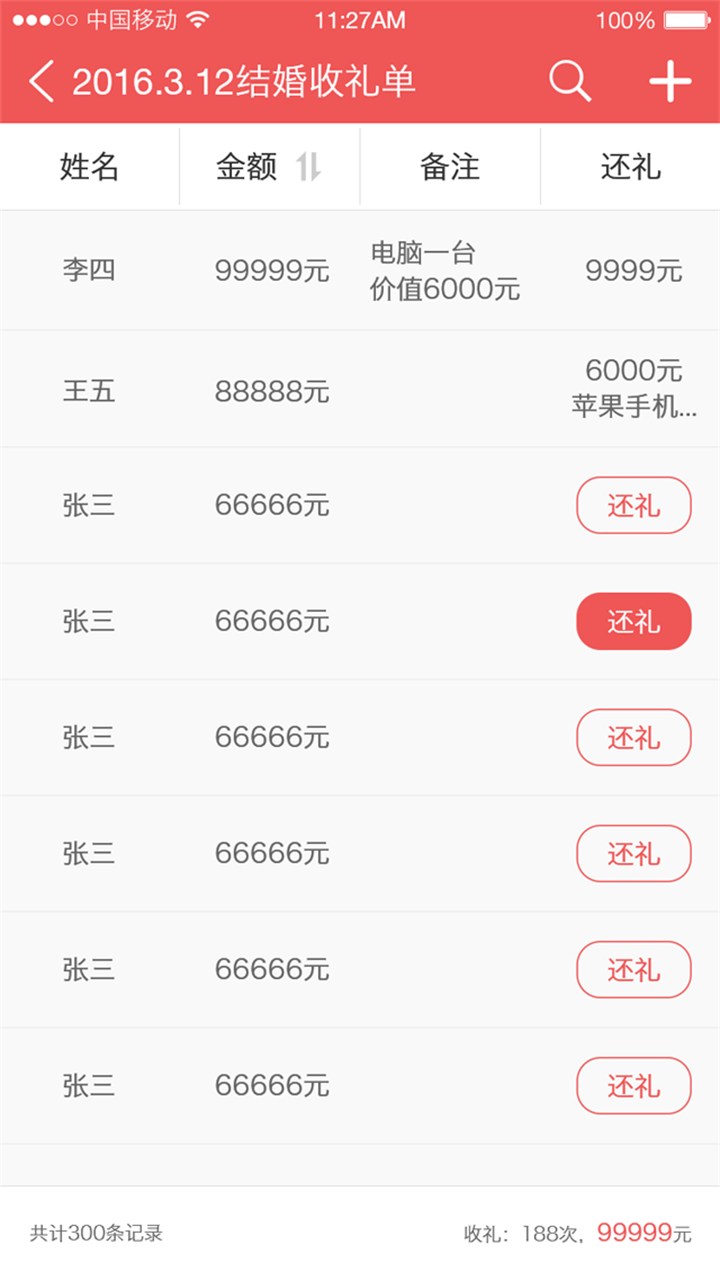 中国移动 11:27AM 100%
2016.3.12结婚收礼单
姓名 金额 备注 还礼
李四 99999元 电脑一台 9999元
价值6000元
王五 88888元 6000元
苹果手机...
张三 66666元 还礼
张三 66666元 还礼
张三 66666元 还礼
张三 66666元 还礼
张三 66666元 还礼
张三 66666元 还礼
共计300条记录 收礼：188次，99999元